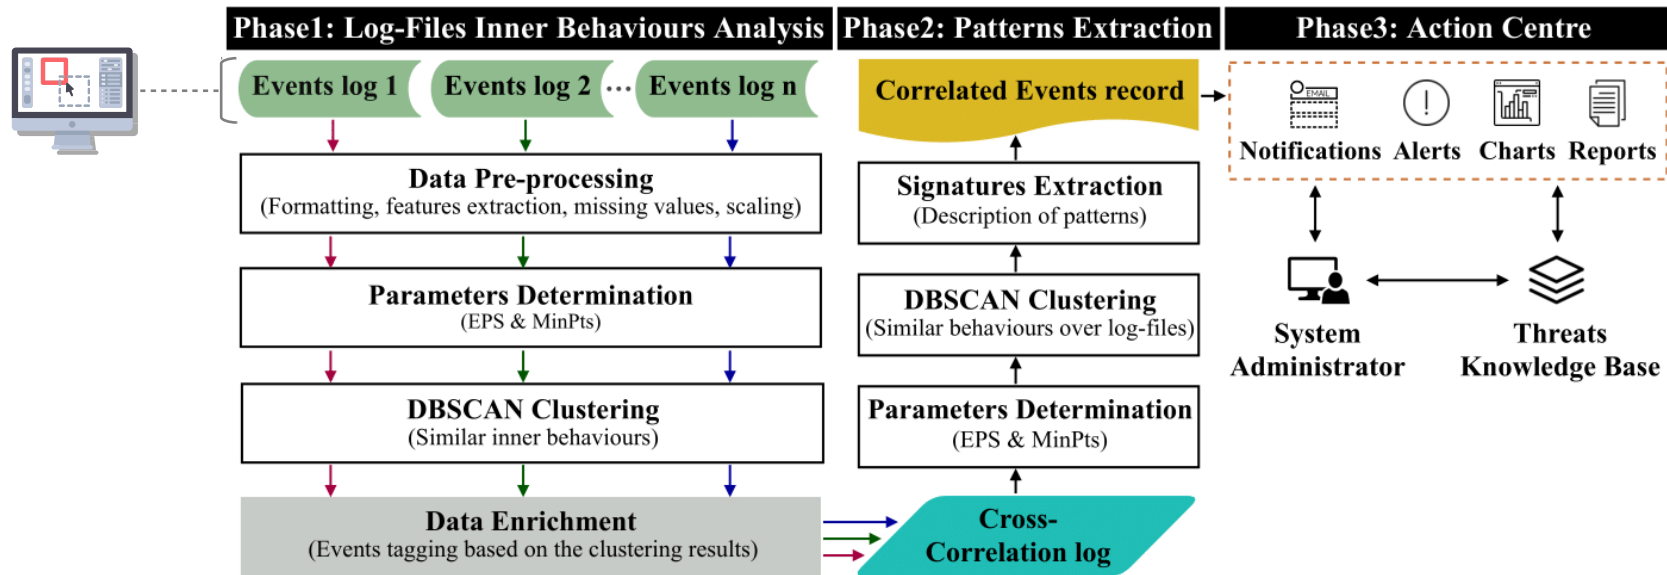 Phase1: Log-Files Inner Behaviours Analysis
Events log 1
Events log 2
...
Events log n
Data Pre-processing
(Formatting, features extraction, missing values, scaling)
Parameters Determination
(EPS & MinPts)
DBSCAN Clustering
(Similar inner behaviours)
Data Enrichment
(Events tagging based on the clustering results)
Phase2: Patterns Extraction
Correlated Events record
Signatures Extraction
(Description of patterns)
DBSCAN Clustering
(Similar behaviours over log-files)
Parameters Determination
(EPS & MinPts)
Cross-
Correlation log
Phase3: Action Centre
EMAIL
Notifications
Alerts
Charts
Reports
System
Administrator
Threats
Knowledge Base